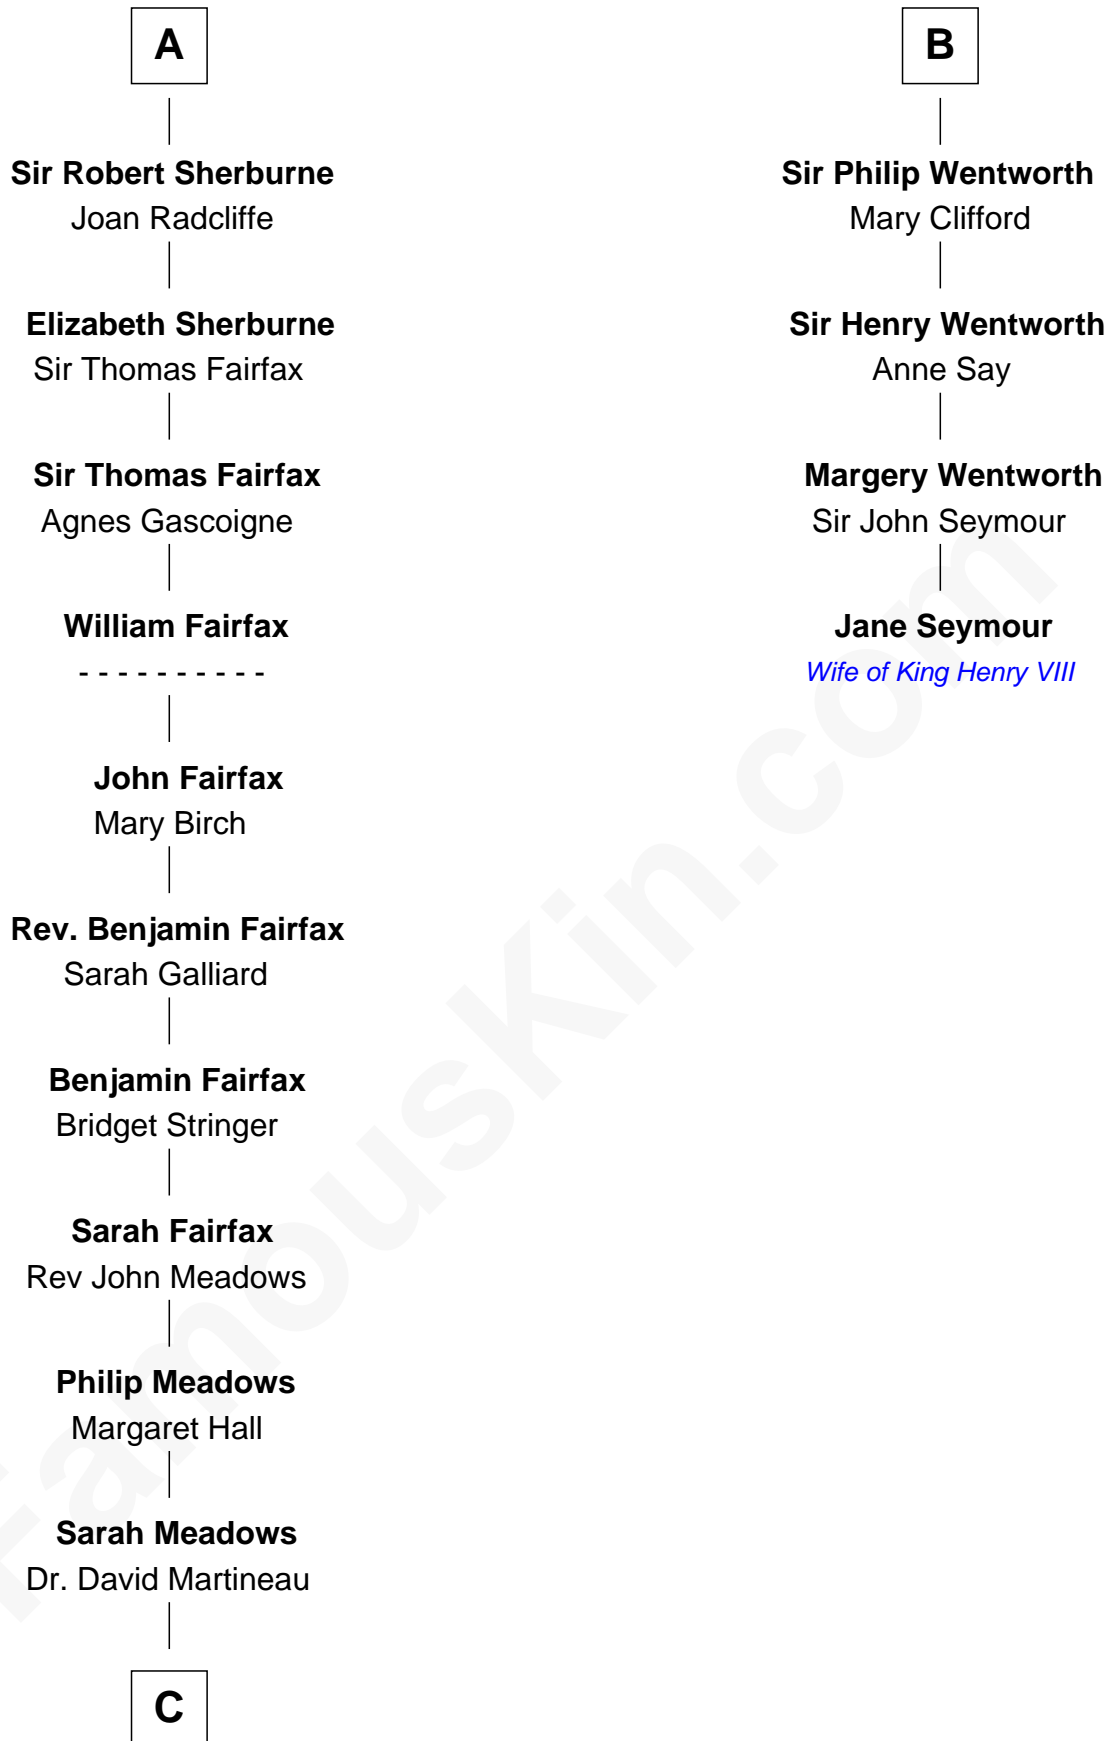 A
Sir Robert Sherburne
Joan Radcliffe
Elizabeth Sherburne
Sir Thomas Fairfax
Sir Thomas Fairfax
Agnes Gascoigne
William Fairfax
- - - - - - - - - -
John Fairfax
Mary Birch
Rev. Benjamin Fairfax
Sarah Galliard
Benjamin Fairfax
Bridget Stringer
Sarah Fairfax
Rev John Meadows
Philip Meadows
Margaret Hall
Sarah Meadows
Dr. David Martineau
C
B
Sir Philip Wentworth
Mary Clifford
Sir Henry Wentworth
Anne Say
Margery Wentworth
Sir John Seymour
Jane Seymour
Wife of King Henry VIII
FamousKin.com